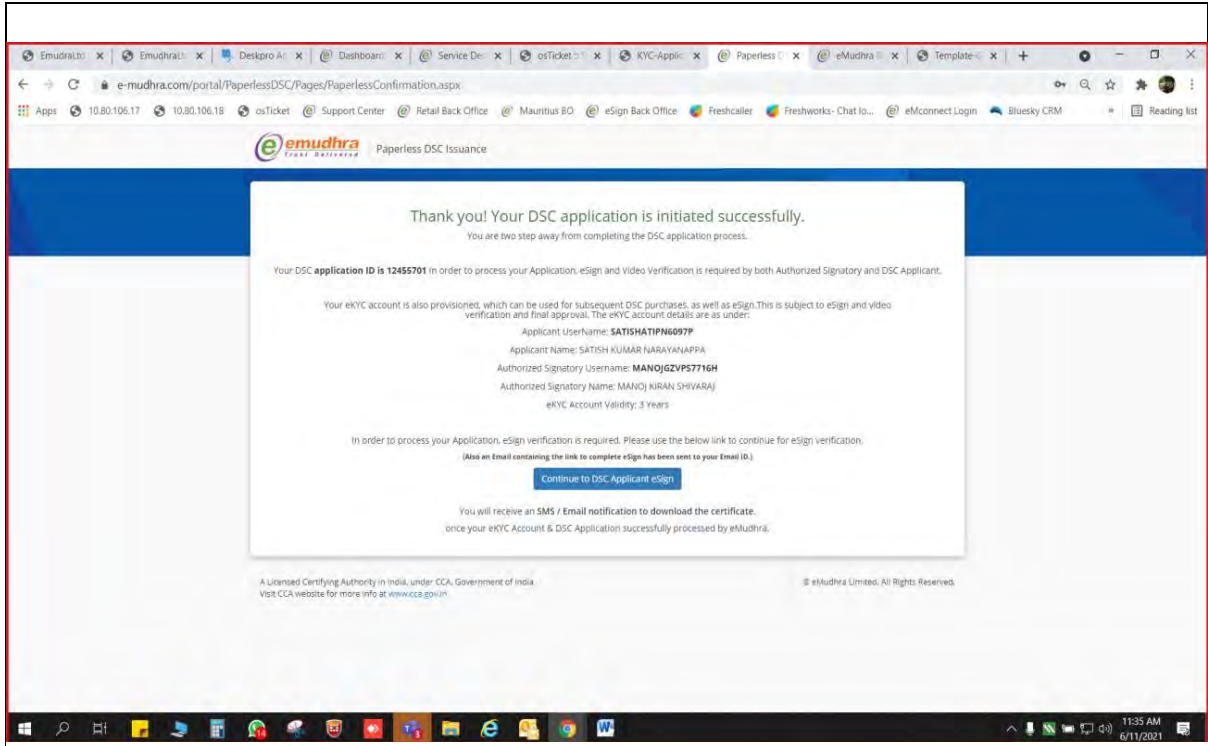 Emudra
Emudhra
Deskpro A
Dashboard
Service De
osTicket
KYC-Applic
Paperless
eMudhra
Template-
e-mudhra.com/portal/PaperlessDSC/Pages/PaperlessConfirmation.aspx
Apps 10.80.106.17 10.80.106.18 osTicket Support Center Retail Back Office Mauritius BO eSign Back Office Freshcaller Freshworks- Chat lo... eMconnect Login Bluesky CRM » Reading list
emudhra
Trust Delivered
Paperless DSC Issuance
Thank you! Your DSC application is initiated successfully.
You are two step away from completing the DSC application process.
Your DSC application ID is 12455701 In order to process your Application, eSign and Video Verification is required by both Authorized Signatory and DSC Applicant.
Your eKYC account is also provisioned, which can be used for subsequent DSC purchases, as well as eSign.This is subject to eSign and video
verification and final approval. The eKYC account details are as under:
Applicant UserName: SATISHATIPN6097P
Applicant Name: SATISH KUMAR NARAYANAPPA
Authorized Signatory Username: MANOJGZVPS7716H
Authorized Signatory Name: MANOJ KIRAN SHIVARAJ
eKYC Account Validity: 3 Years
In order to process your Application, eSign verification is required. Please use the below link to continue for eSign verification.
(Also an Email containing the link to complete eSign has been sent to your Email ID.)
Continue to DSC Applicant eSign
You will receive an SMS / Email notification to download the certificate.
once your eKYC Account & DSC Application successfully processed by eMudhra.
A Licensed Certifying Authority in India, under CCA, Government of India
Visit CCA website for more info at www.cca.gov.in
© eMudhra Limited. All Rights Reserved.
11:35 AM
6/11/2021